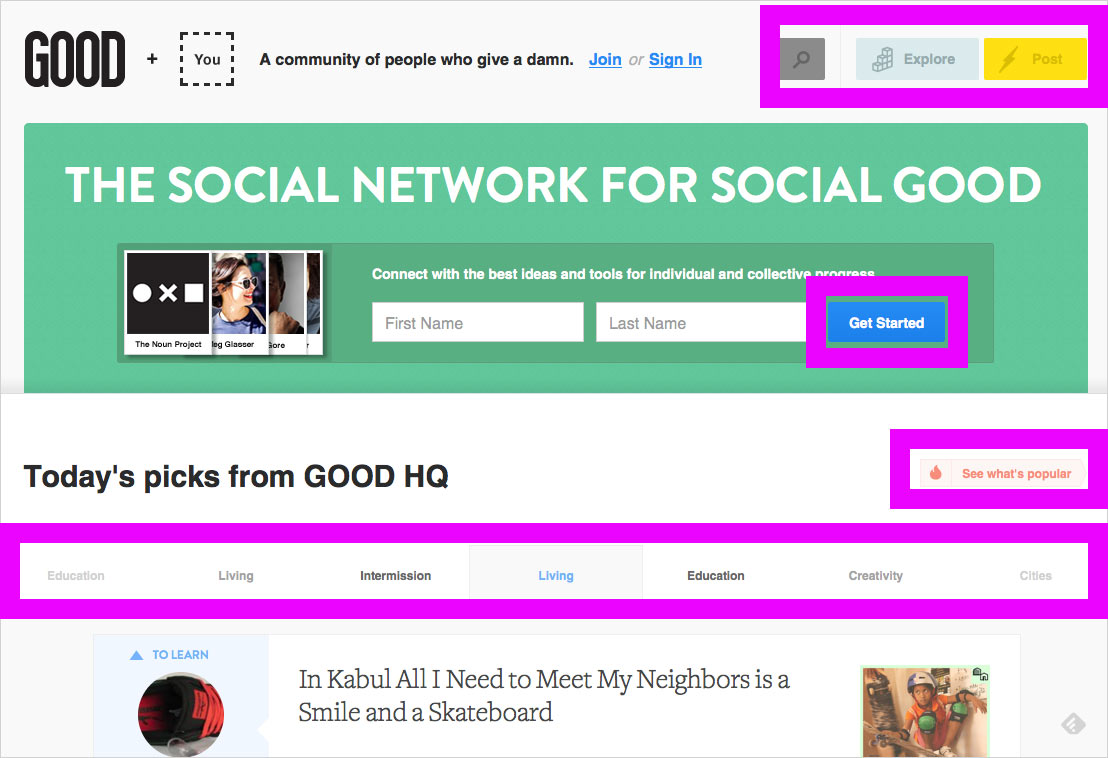 GOOD + You A community of people who give a damn. Join or Sign In Explore Post
THE SOCIAL NETWORK FOR SOCIAL GOOD
Connect with the best ideas and tools for individual and collective progress
First Name Last Name Get Started
The Noun Project Meg Glasser Gore
Today's picks from GOOD HQ
See what's popular
Education Living Intermission Living Education Creativity Cities
TO LEARN
In Kabul All I Need to Meet My Neighbors is a
Smile and a Skateboard